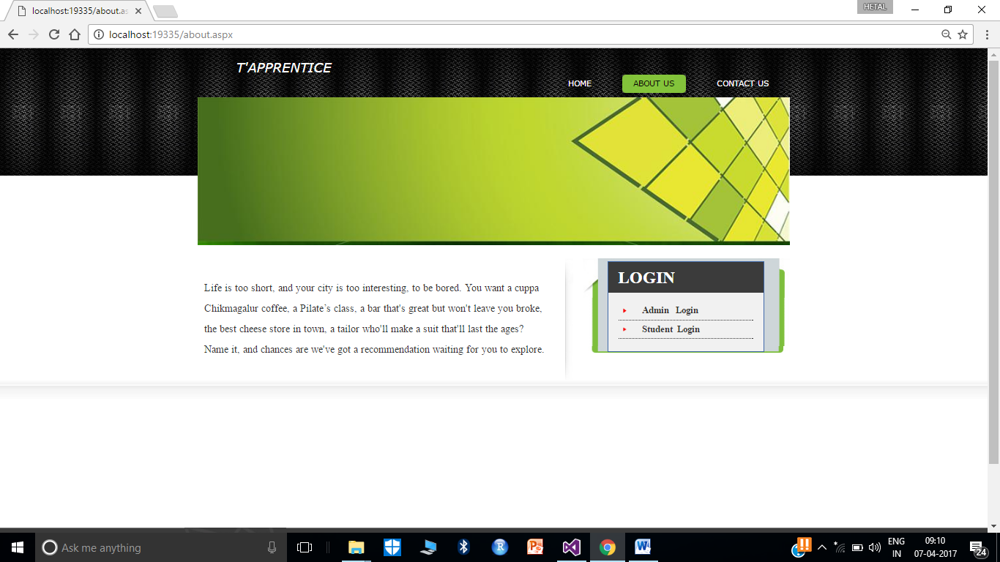 localhost:19335/about.as
HETAL
localhost:19335/about.aspx
T'APPRENTICE
HOME
ABOUT US
CONTACT US
LOGIN
Life is too short, and your city is too interesting, to be bored. You want a cuppa
Chikmagalur coffee, a Pilate’s class, a bar that's great but won't leave you broke,
the best cheese store in town, a tailor who'll make a suit that'll last the ages?
Name it, and chances are we've got a recommendation waiting for you to explore.
Admin Login
Student Login
Ask me anything
R
P
W
ENG
IN
09:10
07-04-2017
24